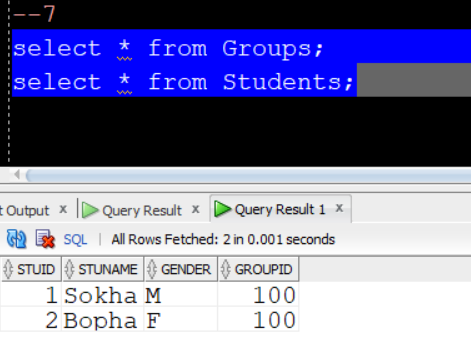 --7
select * from Groups;
select * from Students;
t Output x Query Result x Query Result 1 x
SQL | All Rows Fetched: 2 in 0.001 seconds
STUID STUNAME GENDER GROUPID
1 Sokha M 100
2 Bopha F 100